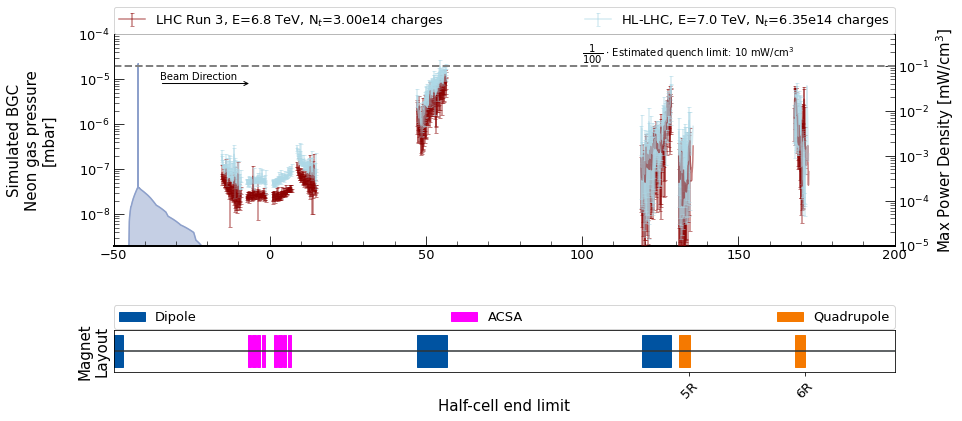 LHC Run 3, E=6.8 TeV, Nt=3.00e14 charges
HL-LHC, E=7.0 TeV, Nt=6.35e14 charges
10−4
10−5
10−6
10−7
10−8
Simulated BGC
Neon gas presssure
[mbar]
Beam Direction
1/100 · Estimated quench limit: 10 mW/cm3
10−1
10−2
10−3
10−4
10−5
Max Power Density [mW/cm3]
−50 0 50 100 150 200
Dipole
ACSA
Quadrupole
Magnet
Layout
5R
6R
Half-cell end limit